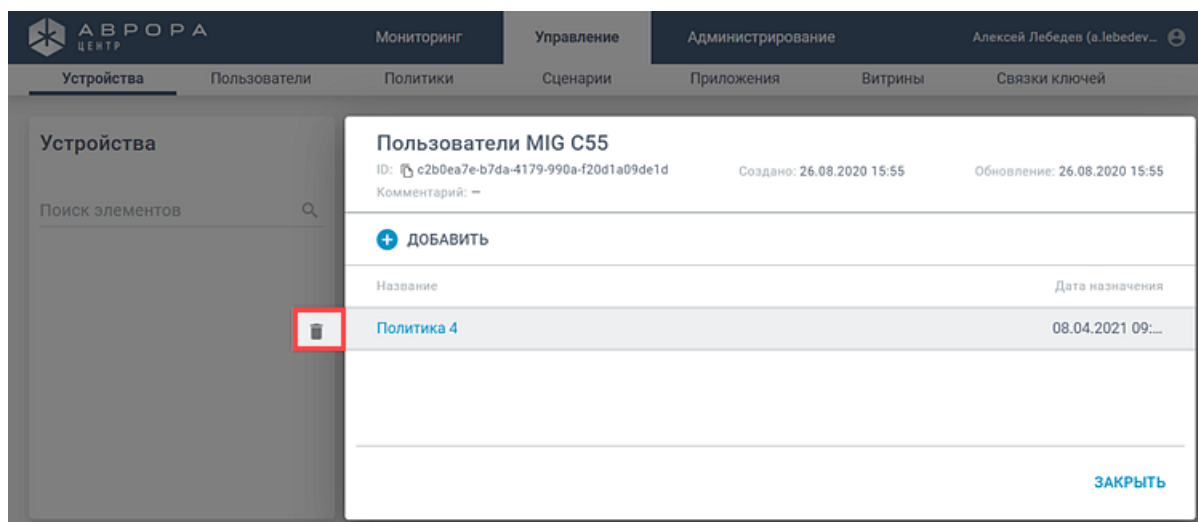 АВРОРА
ЦЕНТР
Мониторинг Управление Администрирование Алексей Лебедев (a.lebedev...
Устройства Пользователи Политики Сценарии Приложения Витрины Связки ключей
Устройства
Поиск элементов
Пользователи MIG C55
ID: c2b0ea7e-b7da-4179-990a-f20d1a09de1d Создано: 26.08.2020 15:55 Обновление: 26.08.2020 15:55
Комментарий: —
ДОБАВИТЬ
Название Дата назначения
Политика 4 08.04.2021 09:...
ЗАКРЫТЬ